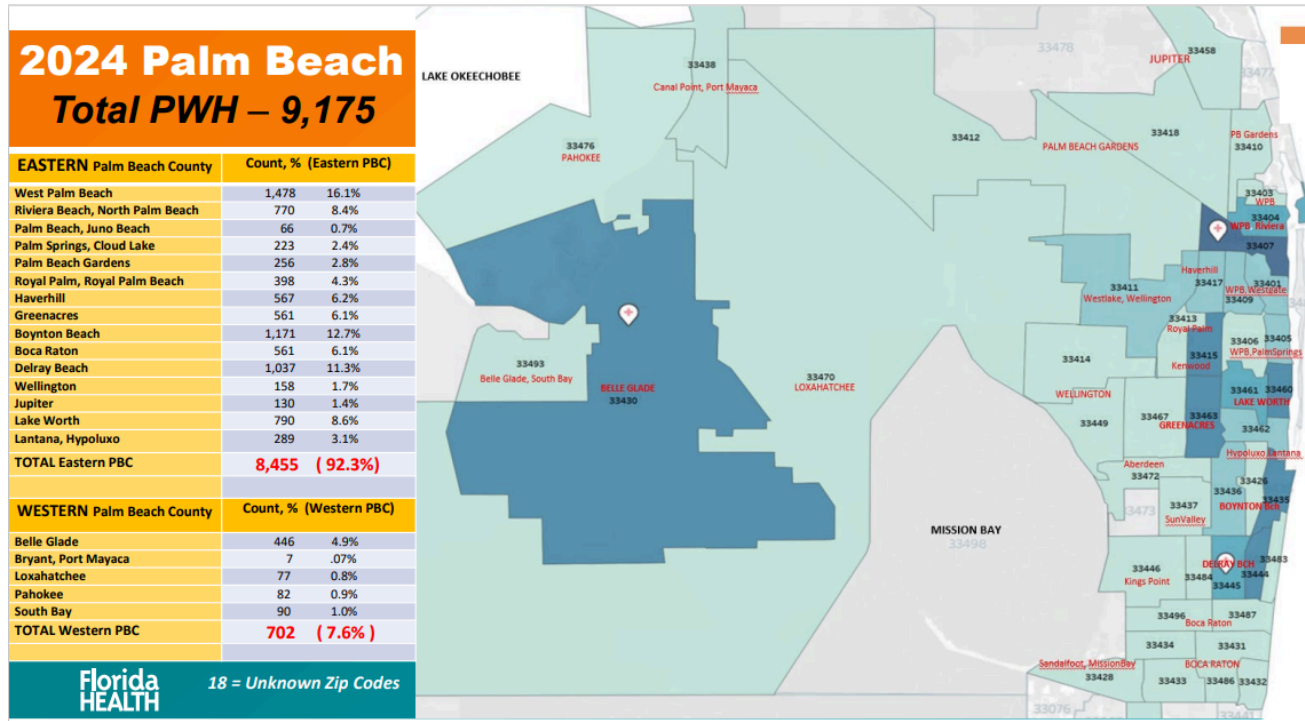 2024 Palm Beach
Total PWH – 9,175
EASTERN Palm Beach County Count, % (Eastern PBC)
West Palm Beach 1,478 16.1%
Riviera Beach, North Palm Beach 770 8.4%
Palm Beach, Juno Beach 66 0.7%
Palm Springs, Cloud Lake 223 2.4%
Palm Beach Gardens 256 2.8%
Royal Palm, Royal Palm Beach 398 4.3%
Haverhill 567 6.2%
Greenacres 561 6.1%
Boynton Beach 1,171 12.7%
Boca Raton 561 6.1%
Delray Beach 1,037 11.3%
Wellington 158 1.7%
Jupiter 130 1.4%
Lake Worth 790 8.6%
Lantana, Hypoluxo 289 3.1%
TOTAL Eastern PBC 8,455 ( 92.3%)
WESTERN Palm Beach County Count, % (Western PBC)
Belle Glade 446 4.9%
Bryant, Port Mayaca 7 .07%
Loxahatchee 77 0.8%
Pahokee 82 0.9%
South Bay 90 1.0%
TOTAL Western PBC 702 ( 7.6% )
Florida
HEALTH
18 = Unknown Zip Codes
LAKE OKEECHOBEE
33438
Canal Point, Port Mayaca
33478
33458
JUPITER
33477
33476
PAHOKEE
33412
33418
PALM BEACH GARDENS
PB Gardens
33410
33403
WPB
33404
WPB Riviera
33407
Haverhill
33417
33411
Westlake, Wellington
33401
WPB,Westgate
33409
33413
Royal Palm
33415
Kenwood
33406
33405
WPB,PalmSprings
33493
Belle Glade, South Bay
BELLE GLADE
33430
33470
LOXAHATCHEE
33414
WELLINGTON
33449
33467
33463
GREENACRES
33461
33460
LAKE WORTH
33462
Hypoluxo,Lantana
Aberdeen
33472
33473
33437
SunValley
33436
33426
33435
BOYNTON Bch
MISSION BAY
33498
33446
Kings Point
33484
DELRAY BCH
33445
33444
33483
33496
33487
Boca Raton
33434
33431
Sandalfoot, MissionBay
33428
BOCA RATON
33433
33486
33432
33076
33441